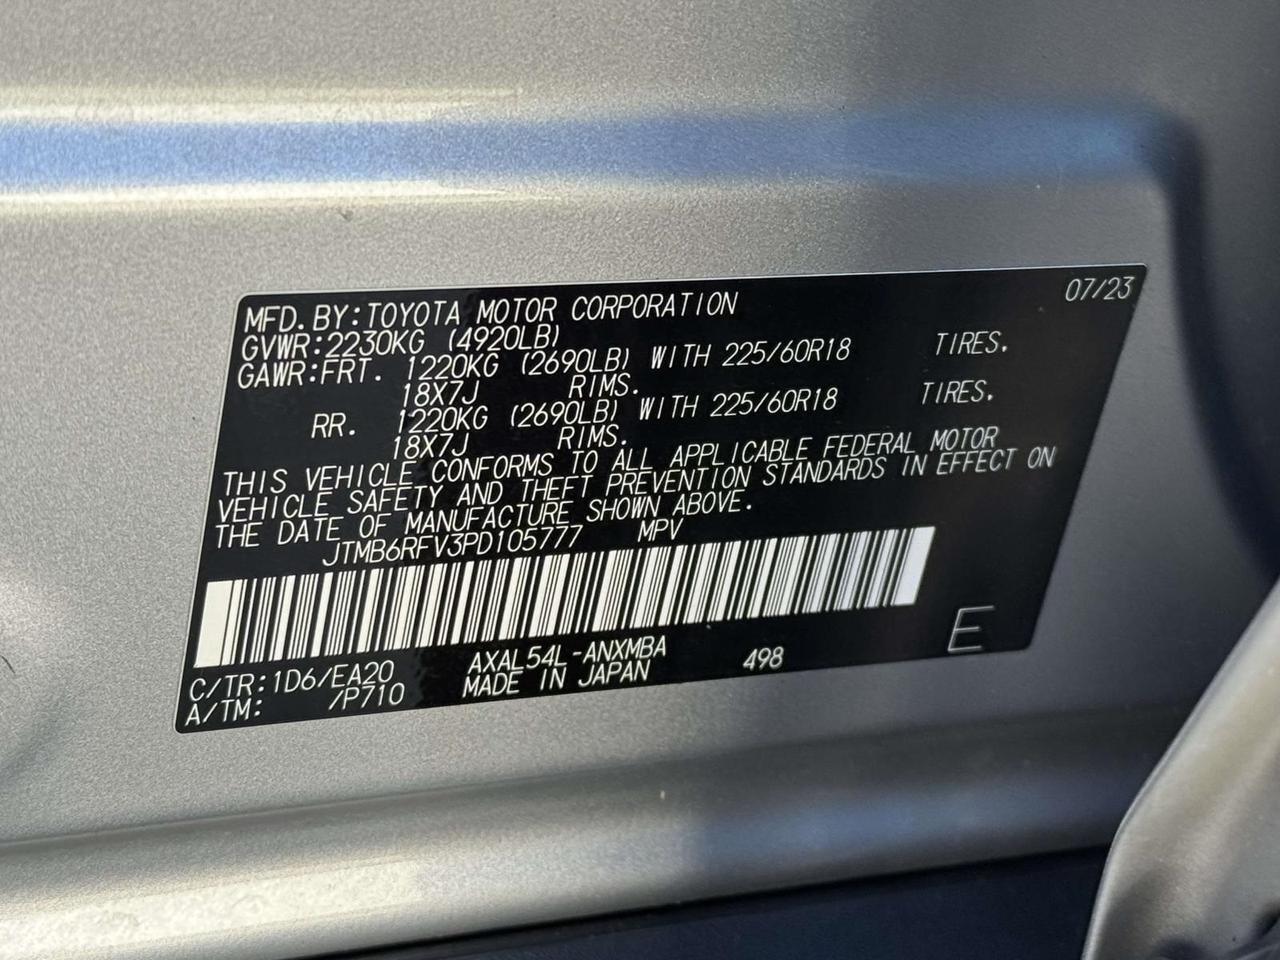 07/23
MFD.BY:TOYOTA MOTOR CORPORATION
GVWR:2230KG (4920LB)
GAWR:FRT. 1220KG (2690LB) WITH 225/60R18 TIRES.
18X7J RIMS.
RR. 1220KG (2690LB) WITH 225/60R18 TIRES.
18X7J RIMS.
THIS VEHICLE CONFORMS TO ALL APPLICABLE FEDERAL MOTOR
VEHICLE SAFETY AND THEFT PREVENTION STANDARDS IN EFFECT ON
THE DATE OF MANUFACTURE SHOWN ABOVE.
JTMB6RFV3PD105777 MPV
C/TR:1D6/EA20 AXAL54L-ANXMBA 498 E
A/TM: /P710 MADE IN JAPAN